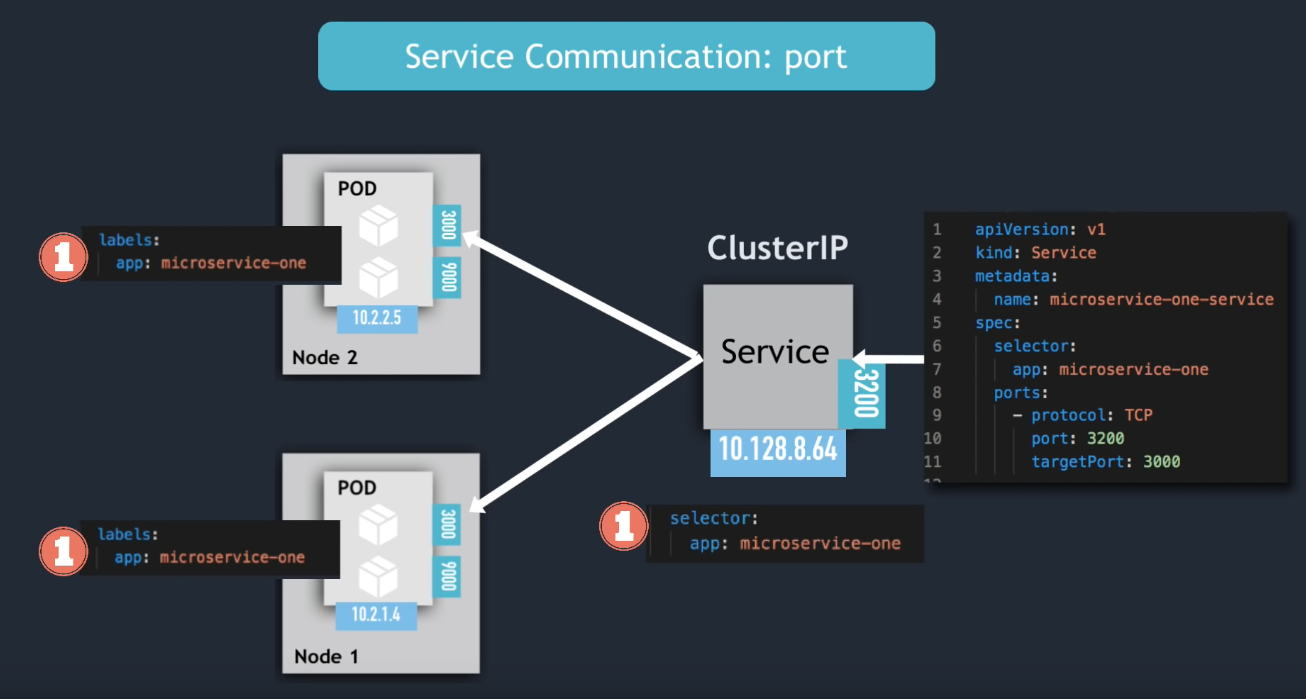 Service Communication: port
POD
3000
9000
10.2.2.5
Node 2
1
labels:
app: microservice-one
POD
3000
9000
10.2.1.4
Node 1
1
labels:
app: microservice-one
ClusterIP
Service
3200
10.128.8.64
1
selector:
app: microservice-one
1 apiVersion: v1
2 kind: Service
3 metadata:
4 name: microservice-one-service
5 spec:
6 selector:
7 app: microservice-one
8 ports:
9 - protocol: TCP
10 port: 3200
11 targetPort: 3000